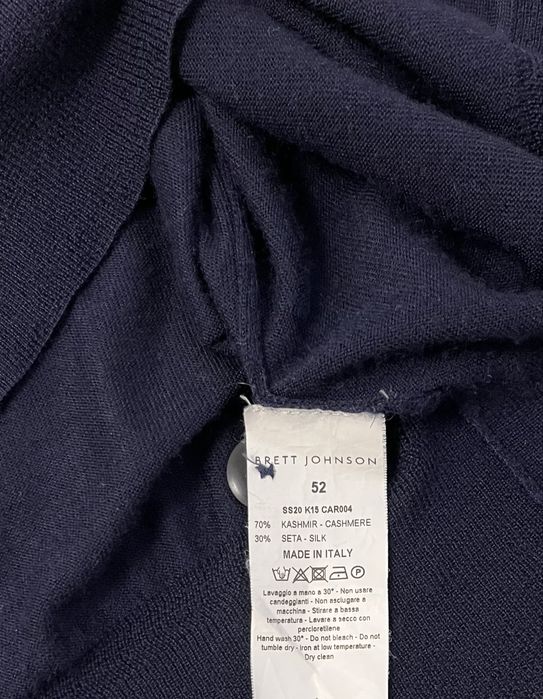 BRETT JOHNSON
52
SS20 K15 CAR004
70% KASHMIR - CASHMERE
30% SETA - SILK
MADE IN ITALY
Lavaggio a mano a 30° - Non usare
candeggianti - Non asciugare a
macchina - Stirare a bassa
temperatura - Lavare a secco con
percloretilene
Hand wash 30° - Do not bleach - Do not
tumble dry - Iron at low temperature -
Dry clean